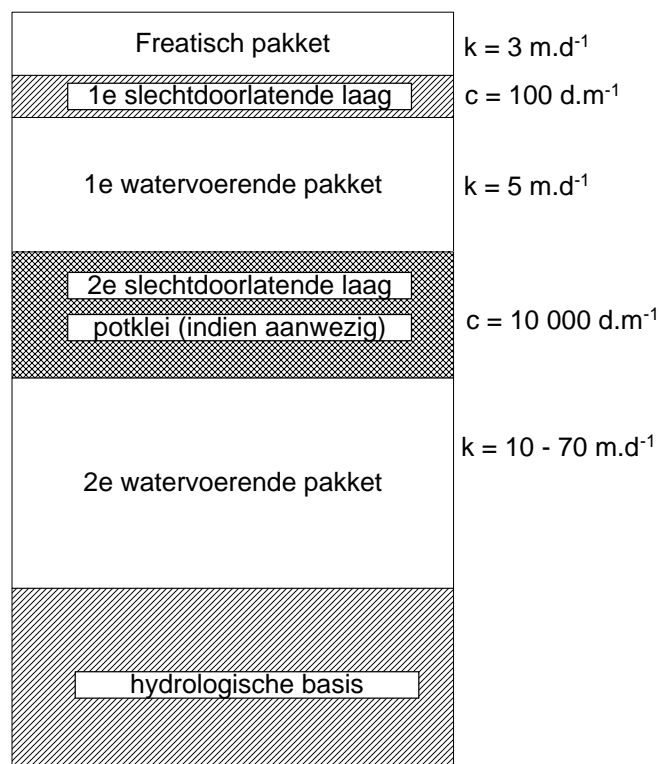 Freatisch pakket
k = 3 m.d-1
1e slechtdoorlatende laag
c = 100 d.m-1
1e watervoerende pakket
k = 5 m.d-1
2e slechtdoorlatende laag
potklei (indien aanwezig)
c = 10 000 d.m-1
k = 10 - 70 m.d-1
2e watervoerende pakket
hydrologische basis